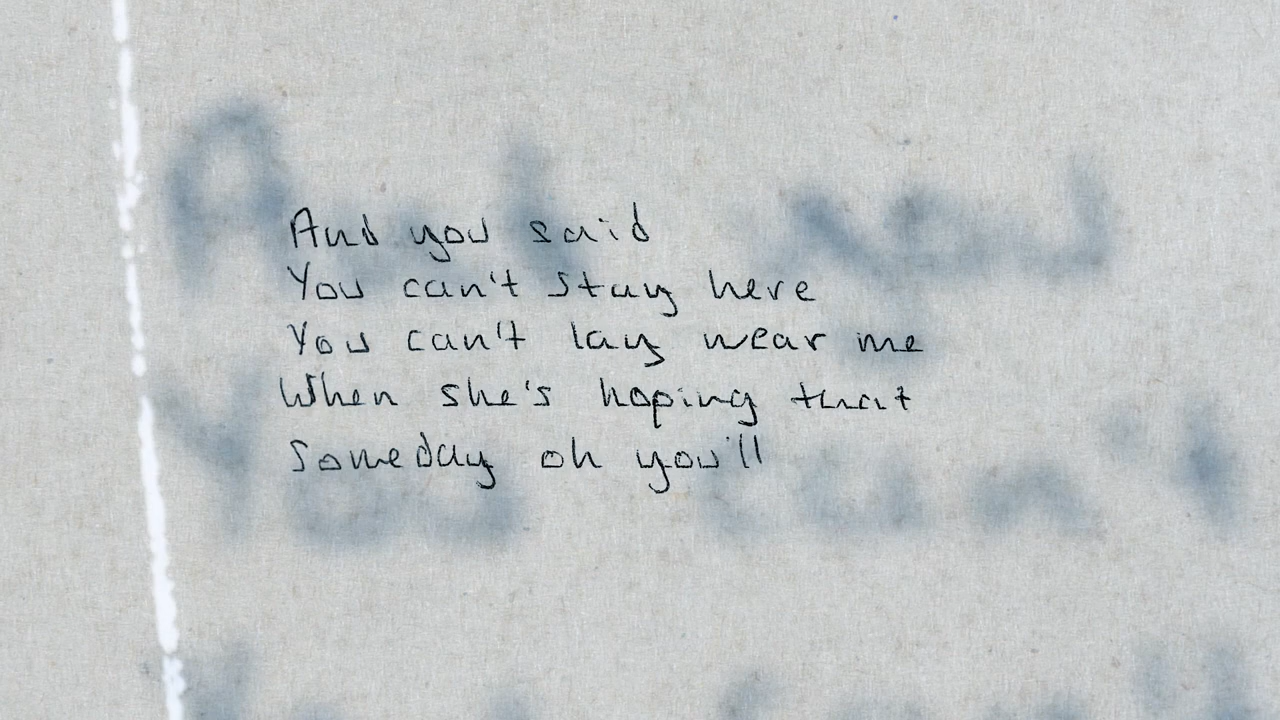 And you said
You can't stay here
You can't lay wear me
When she's hoping that
Someday oh you'll